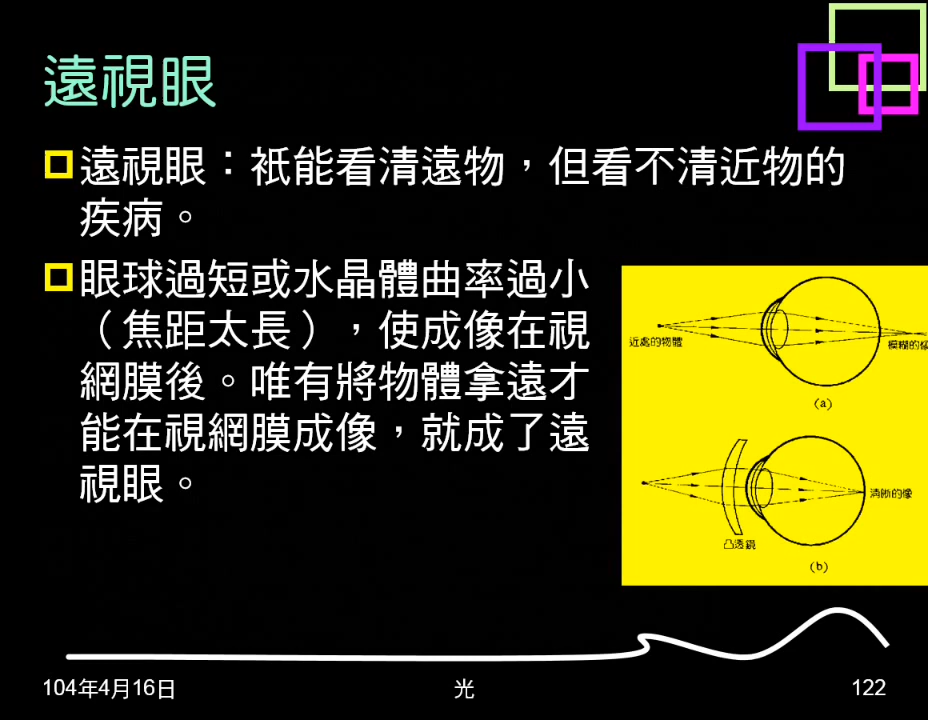 遠視眼
遠視眼：祇能看清遠物，但看不清近物的
疾病。
眼球過短或水晶體曲率過小
（焦距太長），使成像在視
網膜後。唯有將物體拿遠才
能在視網膜成像，就成了遠
視眼。
近處的物體
模糊的像
(a)
清晰的像
凸透鏡
(b)
104年4月16日
光
122